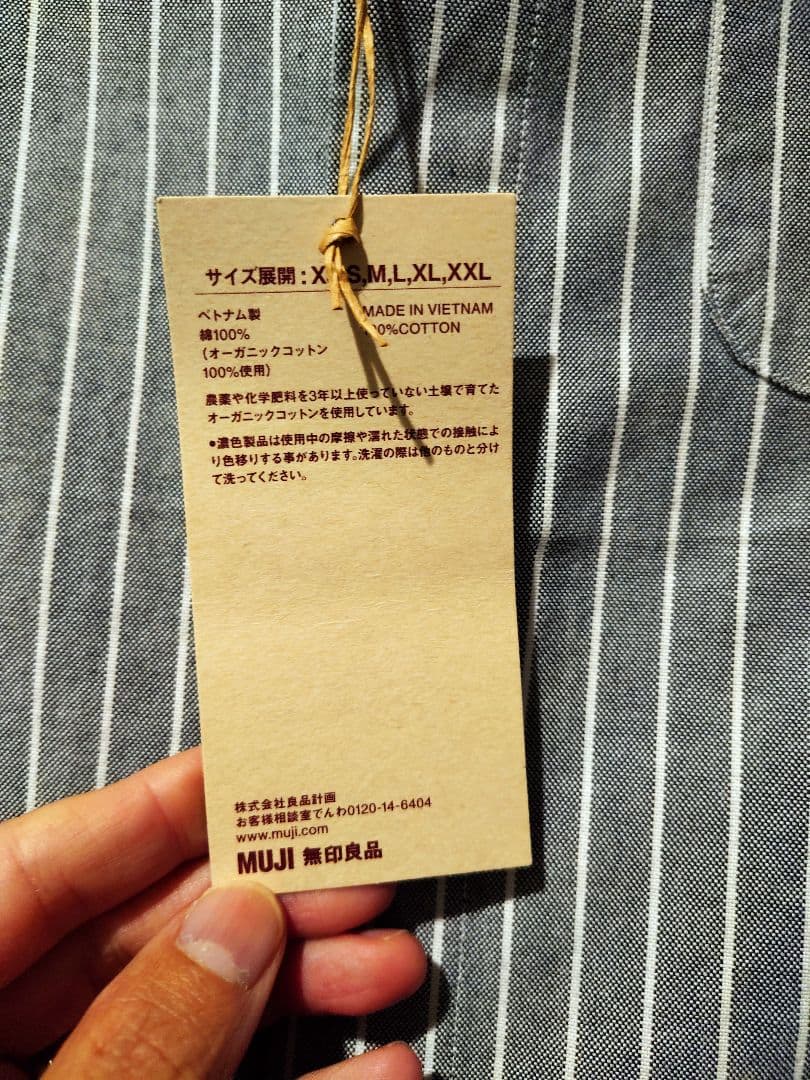 サイズ展開:X S,M,L,XL,XXL
ベトナム製
綿100%
(オーガニックコットン
100%使用)
MADE IN VIETNAM
00%COTTON
農薬や化学肥料を3年以上使っていない土壌で育てた
オーガニックコットンを使用しています。
●濃色製品は使用中の摩擦や濡れた状態での接触によ
り色移りする事があります。洗濯の際は他のものと分け
て洗ってください。
株式会社良品計画
お客様相談室でんわ0120-14-6404
www.muji.com
MUJI 無印良品